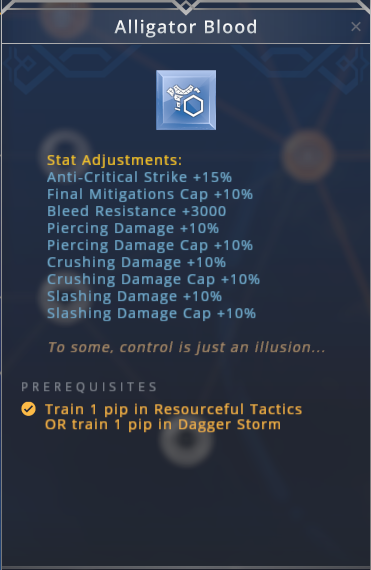 Alligator Blood
Stat Adjustments:
Anti-Critical Strike +15%
Final Mitigations Cap +10%
Bleed Resistance +3000
Piercing Damage +10%
Piercing Damage Cap +10%
Crushing Damage +10%
Crushing Damage Cap +10%
Slashing Damage +10%
Slashing Damage Cap +10%
To some, control is just an illusion...
PREREQUISITES
Train 1 pip in Resourceful Tactics
OR train 1 pip in Dagger Storm